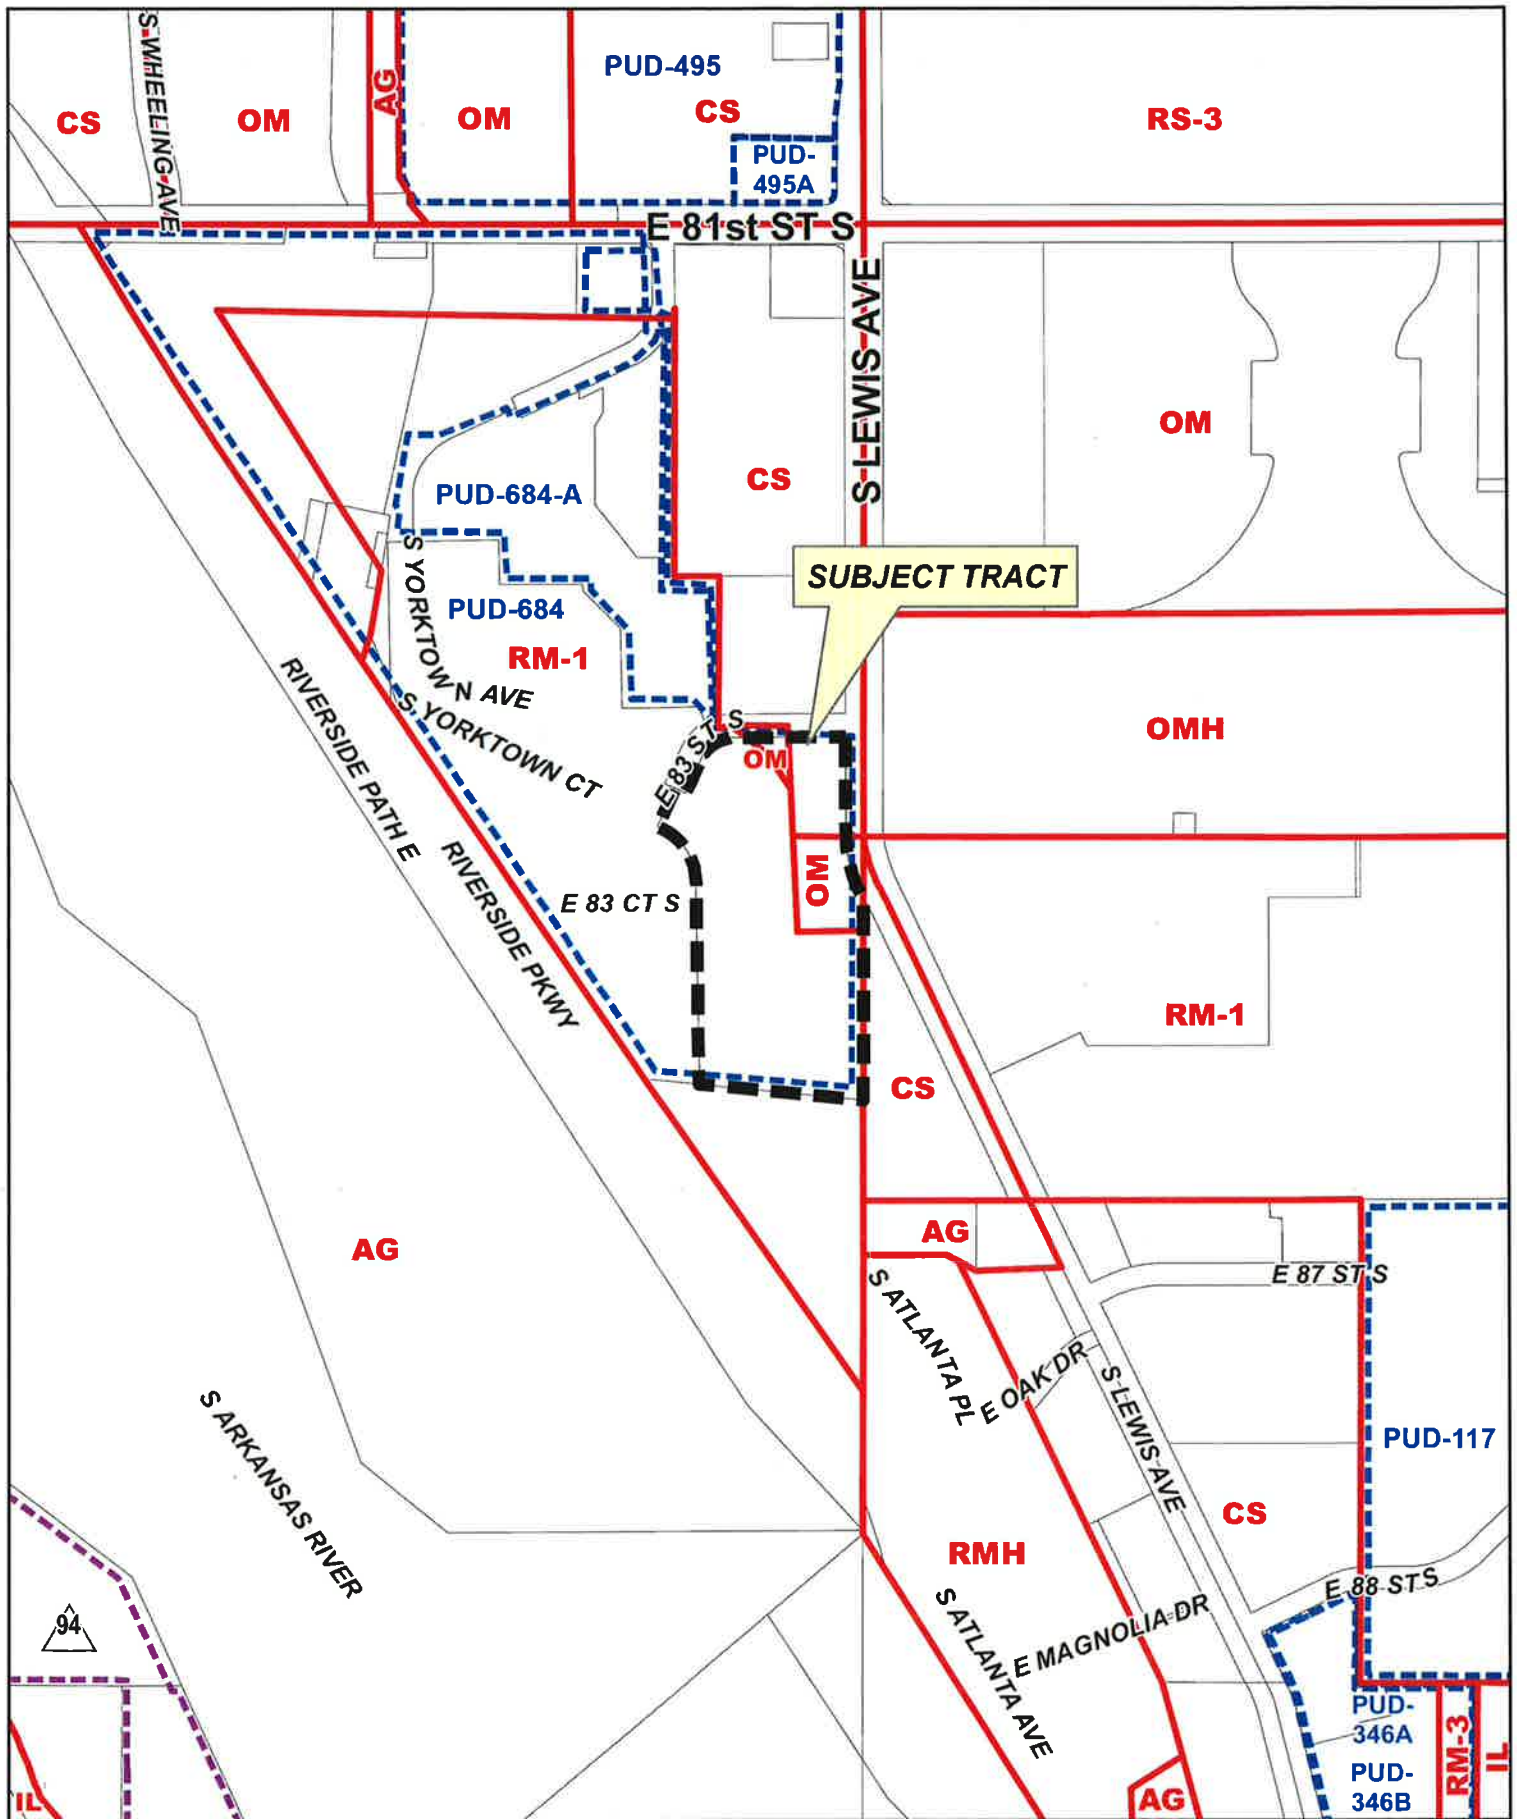 S WHEELING AVE
CS
OM
AG
OM
PUD-495
CS
PUD-
495A
RS-3
E 81st ST S
S LEWIS AVE
OM
CS
PUD-684-A
S YORKTOWN AVE
PUD-684
RM-1
SUBJECT TRACT
S YORKTOWN CT
E 83 ST S
OM
OMH
RIVERSIDE PATH E
RIVERSIDE PKWY
E 83 CT S
OM
RM-1
CS
AG
AG
E 87 ST S
S ATLANTA PL
E OAK DR
S LEWIS AVE
PUD-117
S ARKANSAS RIVER
CS
RMH
E 88 ST S
94
S ATLANTA AVE
E MAGNOLIA DR
PUD-
346A
PUD-
346B
RM-3
IL
IL
AG